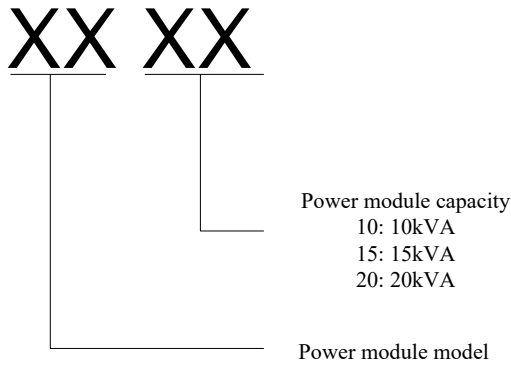 XX XX
Power module capacity
10: 10kVA
15: 15kVA
20: 20kVA
Power module model